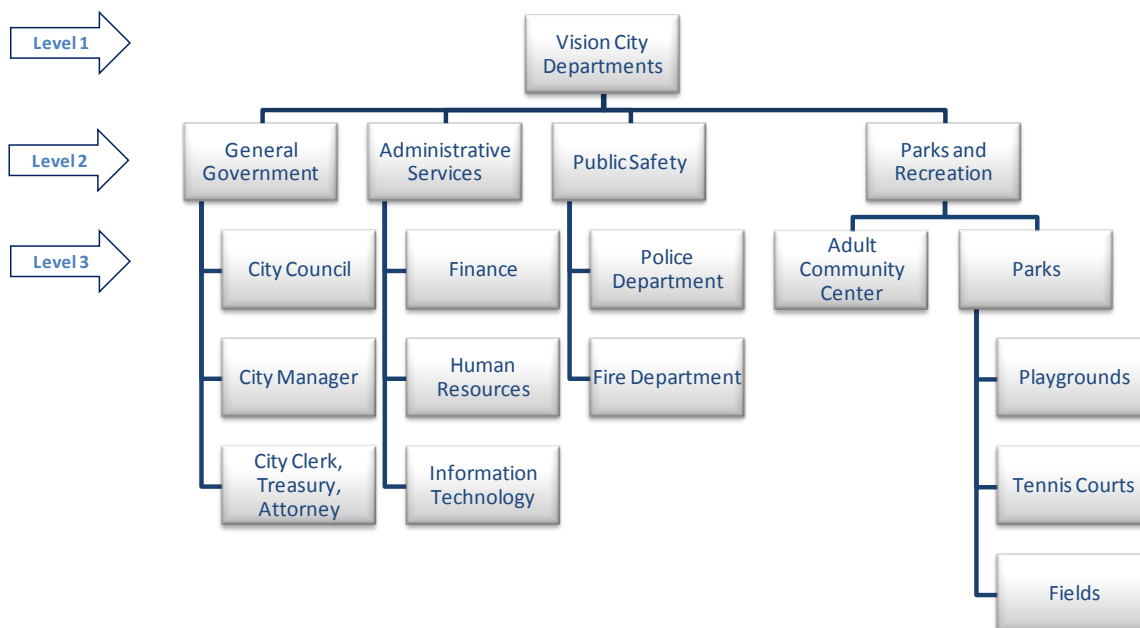 Level 1
Vision City
Departments
Level 2
General
Government
Administrative
Services
Public Safety
Parks and
Recreation
Level 3
City Council
Finance
Police
Department
Adult
Community
Center
Parks
City Manager
Human
Resources
Fire Department
Playgrounds
City Clerk,
Treasury,
Attorney
Information
Technology
Tennis Courts
Fields